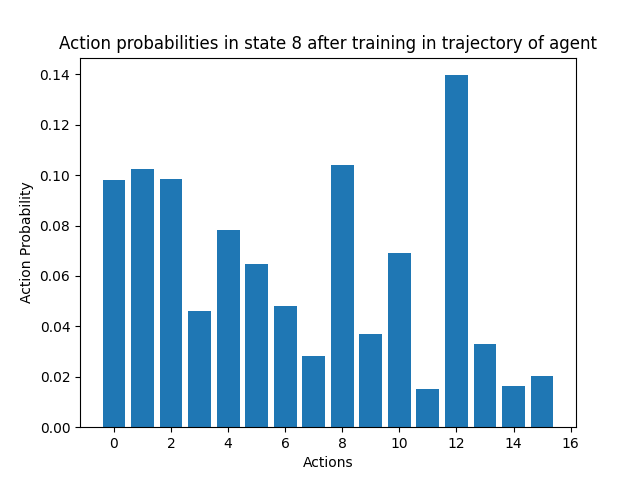 Action probabilities in state 8 after training in trajectory of agent
0.14
0.12
0.10
0.08
0.06
0.04
0.02
0.00
Action Probability
0 2 4 6 8 10 12 14 16
Actions